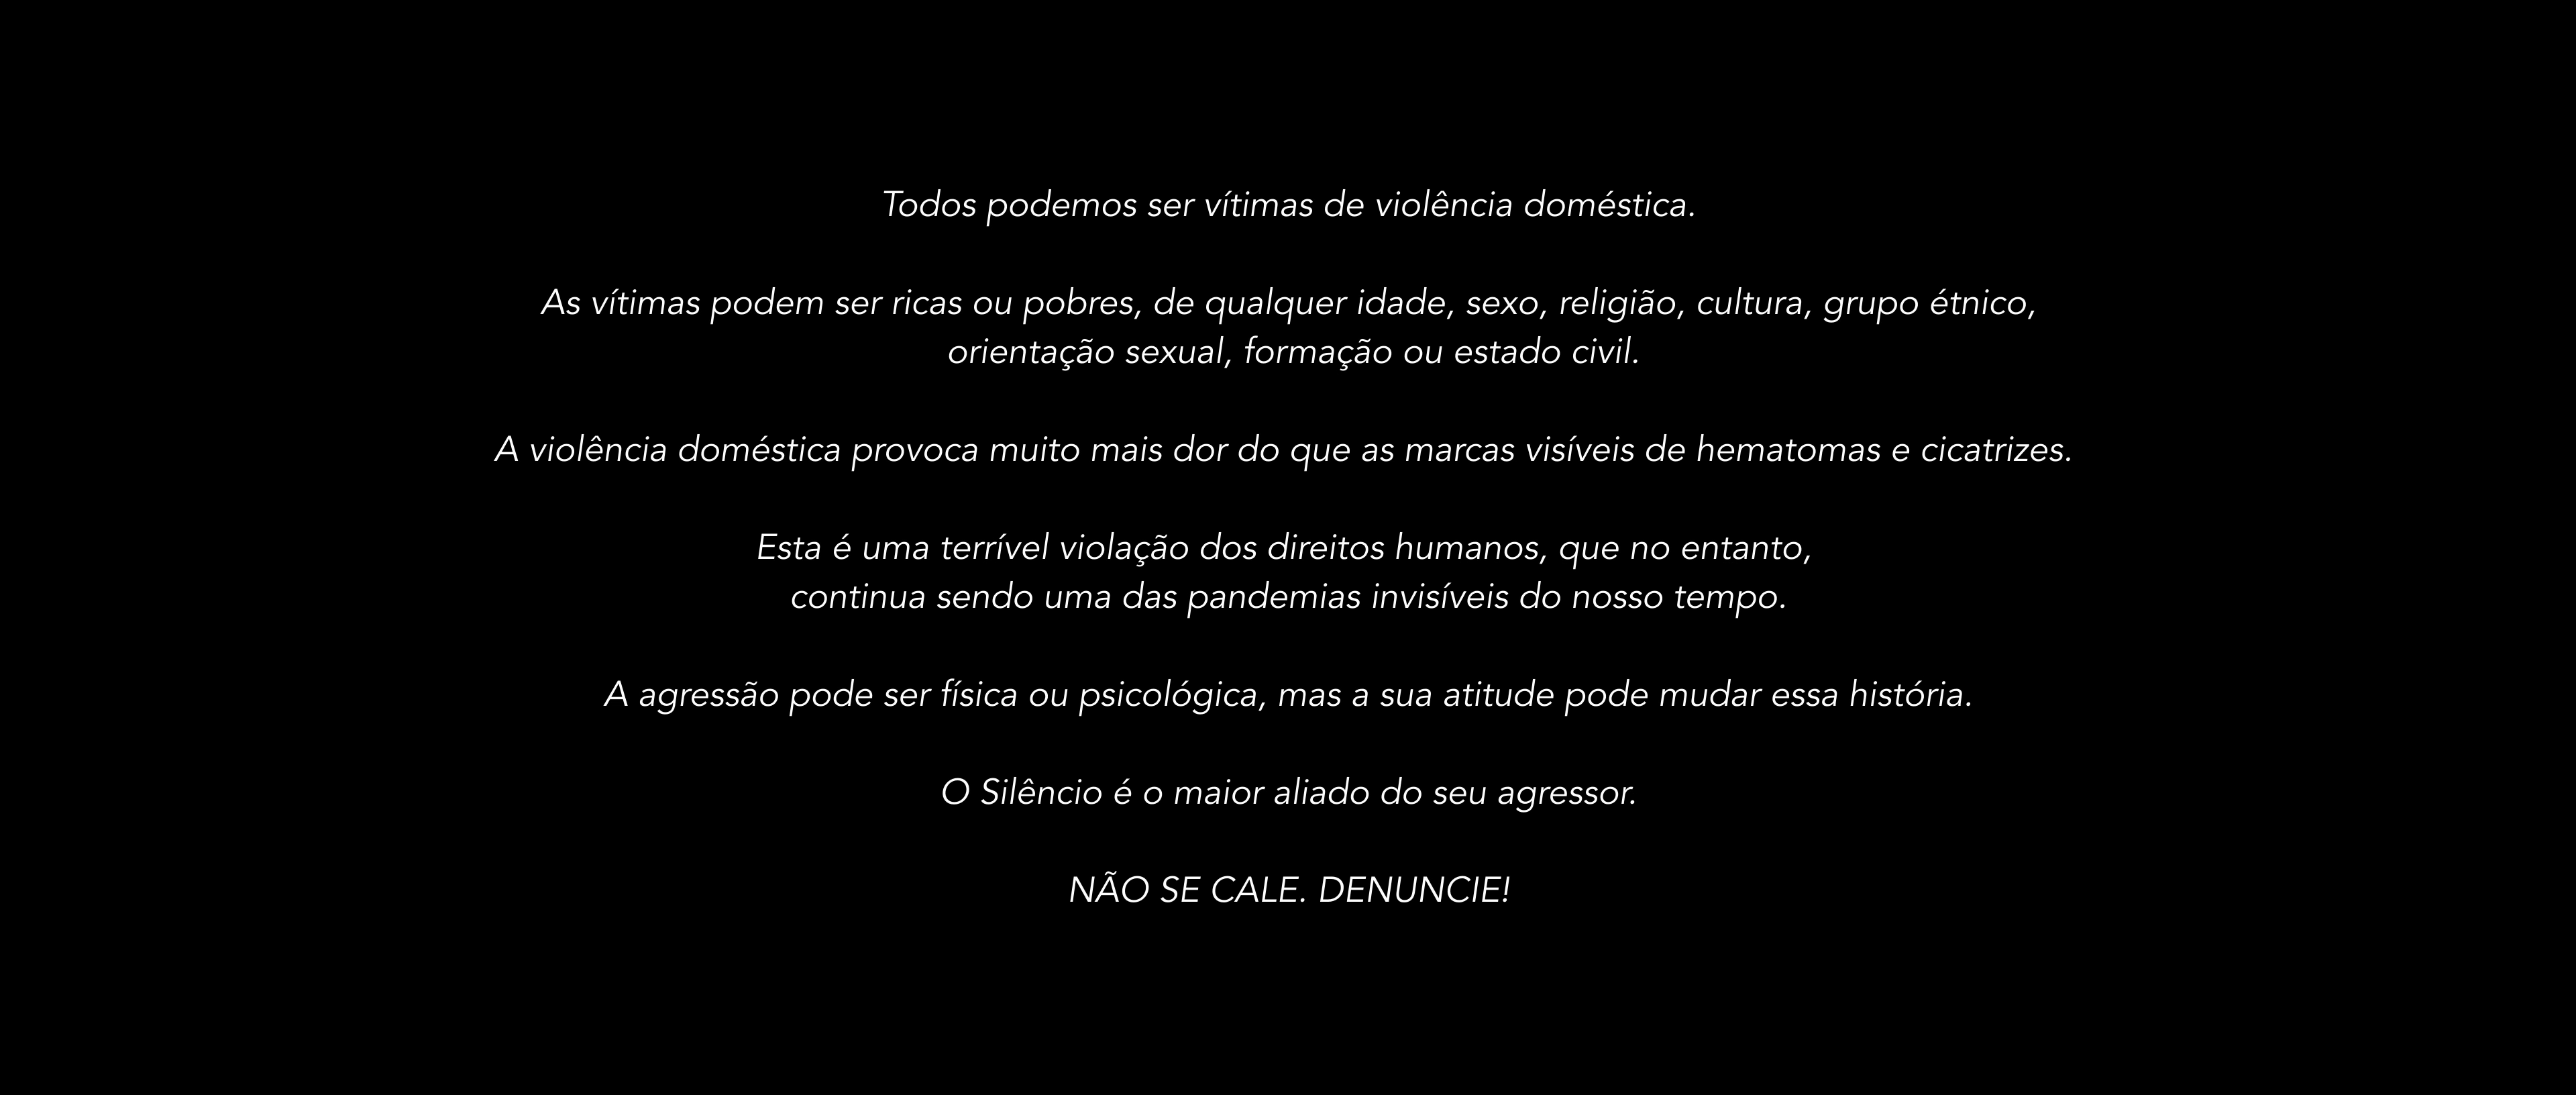 Todos podemos ser vítimas de violência doméstica.
As vítimas podem ser ricas ou pobres, de qualquer idade, sexo, religião, cultura, grupo étnico,
orientação sexual, formação ou estado civil.
A violência doméstica provoca muito mais dor do que as marcas visíveis de hematomas e cicatrizes.
Esta é uma terrível violação dos direitos humanos, que no entanto,
continua sendo uma das pandemias invisíveis do nosso tempo.
A agressão pode ser física ou psicológica, mas a sua atitude pode mudar essa história.
O Silêncio é o maior aliado do seu agressor.
NÃO SE CALE. DENUNCIE!